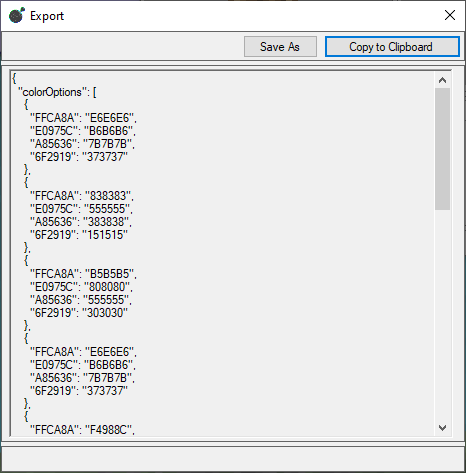 Export
Save As
Copy to Clipboard
{
"colorOptions": [
{
"FFCA8A": "E6E6E6",
"E0975C": "B6B6B6",
"A85636": "7B7B7B",
"6F2919": "373737"
},
{
"FFCA8A": "838383",
"E0975C": "555555",
"A85636": "383838",
"6F2919": "151515"
},
{
"FFCA8A": "B5B5B5",
"E0975C": "808080",
"A85636": "555555",
"6F2919": "303030"
},
{
"FFCA8A": "E6E6E6",
"E0975C": "B6B6B6",
"A85636": "7B7B7B",
"6F2919": "373737"
},
{
"FFCA8A": "F4988C",